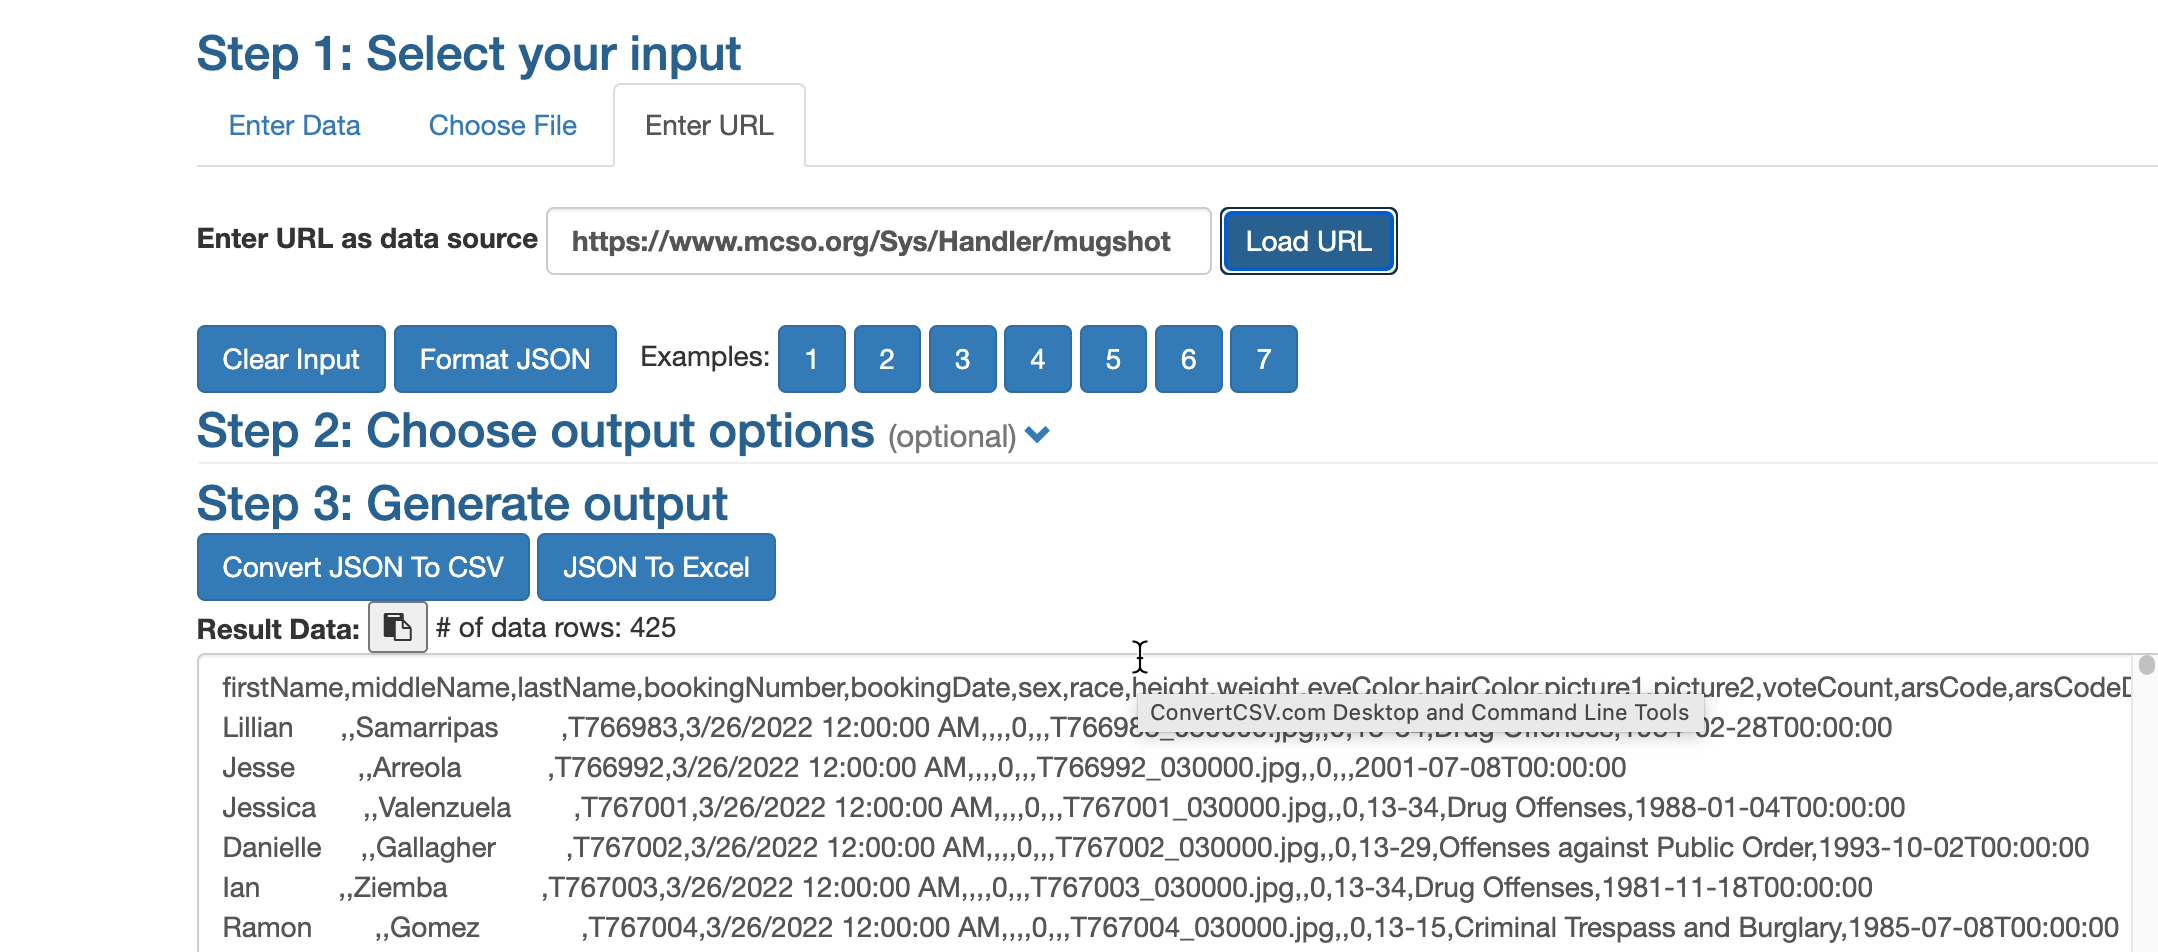 Step 1: Select your input
Enter Data Choose File Enter URL
Enter URL as data source https://www.mcso.org/Sys/Handler/mugshot Load URL
Clear Input Format JSON Examples: 1 2 3 4 5 6 7
Step 2: Choose output options (optional)
Step 3: Generate output
Convert JSON To CSV JSON To Excel
Result Data: # of data rows: 425
firstName,middleName,lastName,bookingNumber,bookingDate,sex,race,height,weight,eyeColor,hairColor,picture1,picture2,voteCount,arsCode,arsCodeD
ConvertCSV.com Desktop and Command Line Tools
Lillian ,,Samarripas ,T766983,3/26/2022 12:00:00 AM,,,,0,,,T766983_030000.jpg,,0,13-34,Drug Offenses,1984-02-28T00:00:00
Jesse ,,Arreola ,T766992,3/26/2022 12:00:00 AM,,,,0,,,T766992_030000.jpg,,0,,,2001-07-08T00:00:00
Jessica ,,Valenzuela ,T767001,3/26/2022 12:00:00 AM,,,,0,,,T767001_030000.jpg,,0,13-34,Drug Offenses,1988-01-04T00:00:00
Danielle ,,Gallagher ,T767002,3/26/2022 12:00:00 AM,,,,0,,,T767002_030000.jpg,,0,13-29,Offenses against Public Order,1993-10-02T00:00:00
Ian ,,Ziemba ,T767003,3/26/2022 12:00:00 AM,,,,0,,,T767003_030000.jpg,,0,13-34,Drug Offenses,1981-11-18T00:00:00
Ramon ,,Gomez ,T767004,3/26/2022 12:00:00 AM,,,,0,,,T767004_030000.jpg,,0,13-15,Criminal Trespass and Burglary,1985-07-08T00:00:00